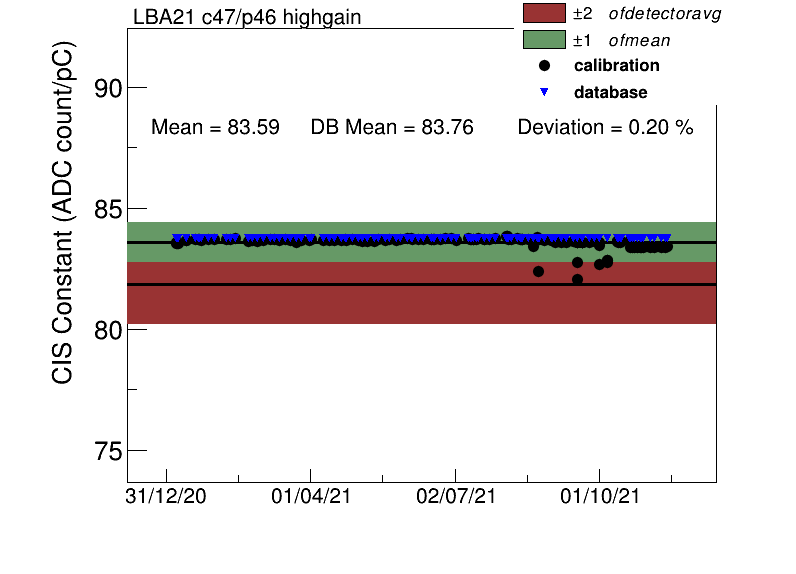 LBA21 c47/p46 highgain
±2 ofdetectoravg
±1 ofmean
calibration
database
Mean = 83.59 DB Mean = 83.76 Deviation = 0.20 %
CIS Constant (ADC count/pC)
90
85
80
75
31/12/20 01/04/21 02/07/21 01/10/21